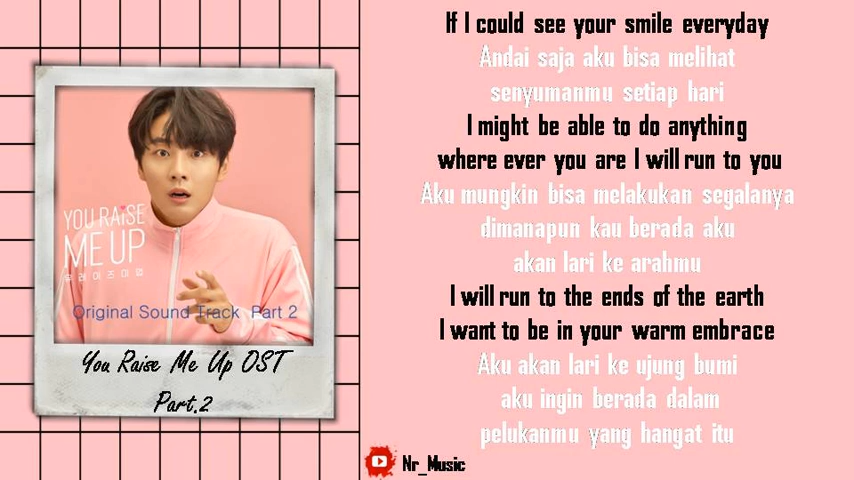 YOU RAiSE
ME UP
유 레 이 즈 미 업
Original Sound Track Part 2
You Raise Me Up OST
Part.2
If I could see your smile everyday
Andai saja aku bisa melihat
senyumanmu setiap hari
I might be able to do anything
where ever you are I will run to you
Aku mungkin bisa melakukan segalanya
dimanapun kau berada aku
akan lari ke arahmu
I will run to the ends of the earth
I want to be in your warm embrace
Aku akan lari ke ujung bumi
aku ingin berada dalam
pelukanmu yang hangat itu
Nr_Music